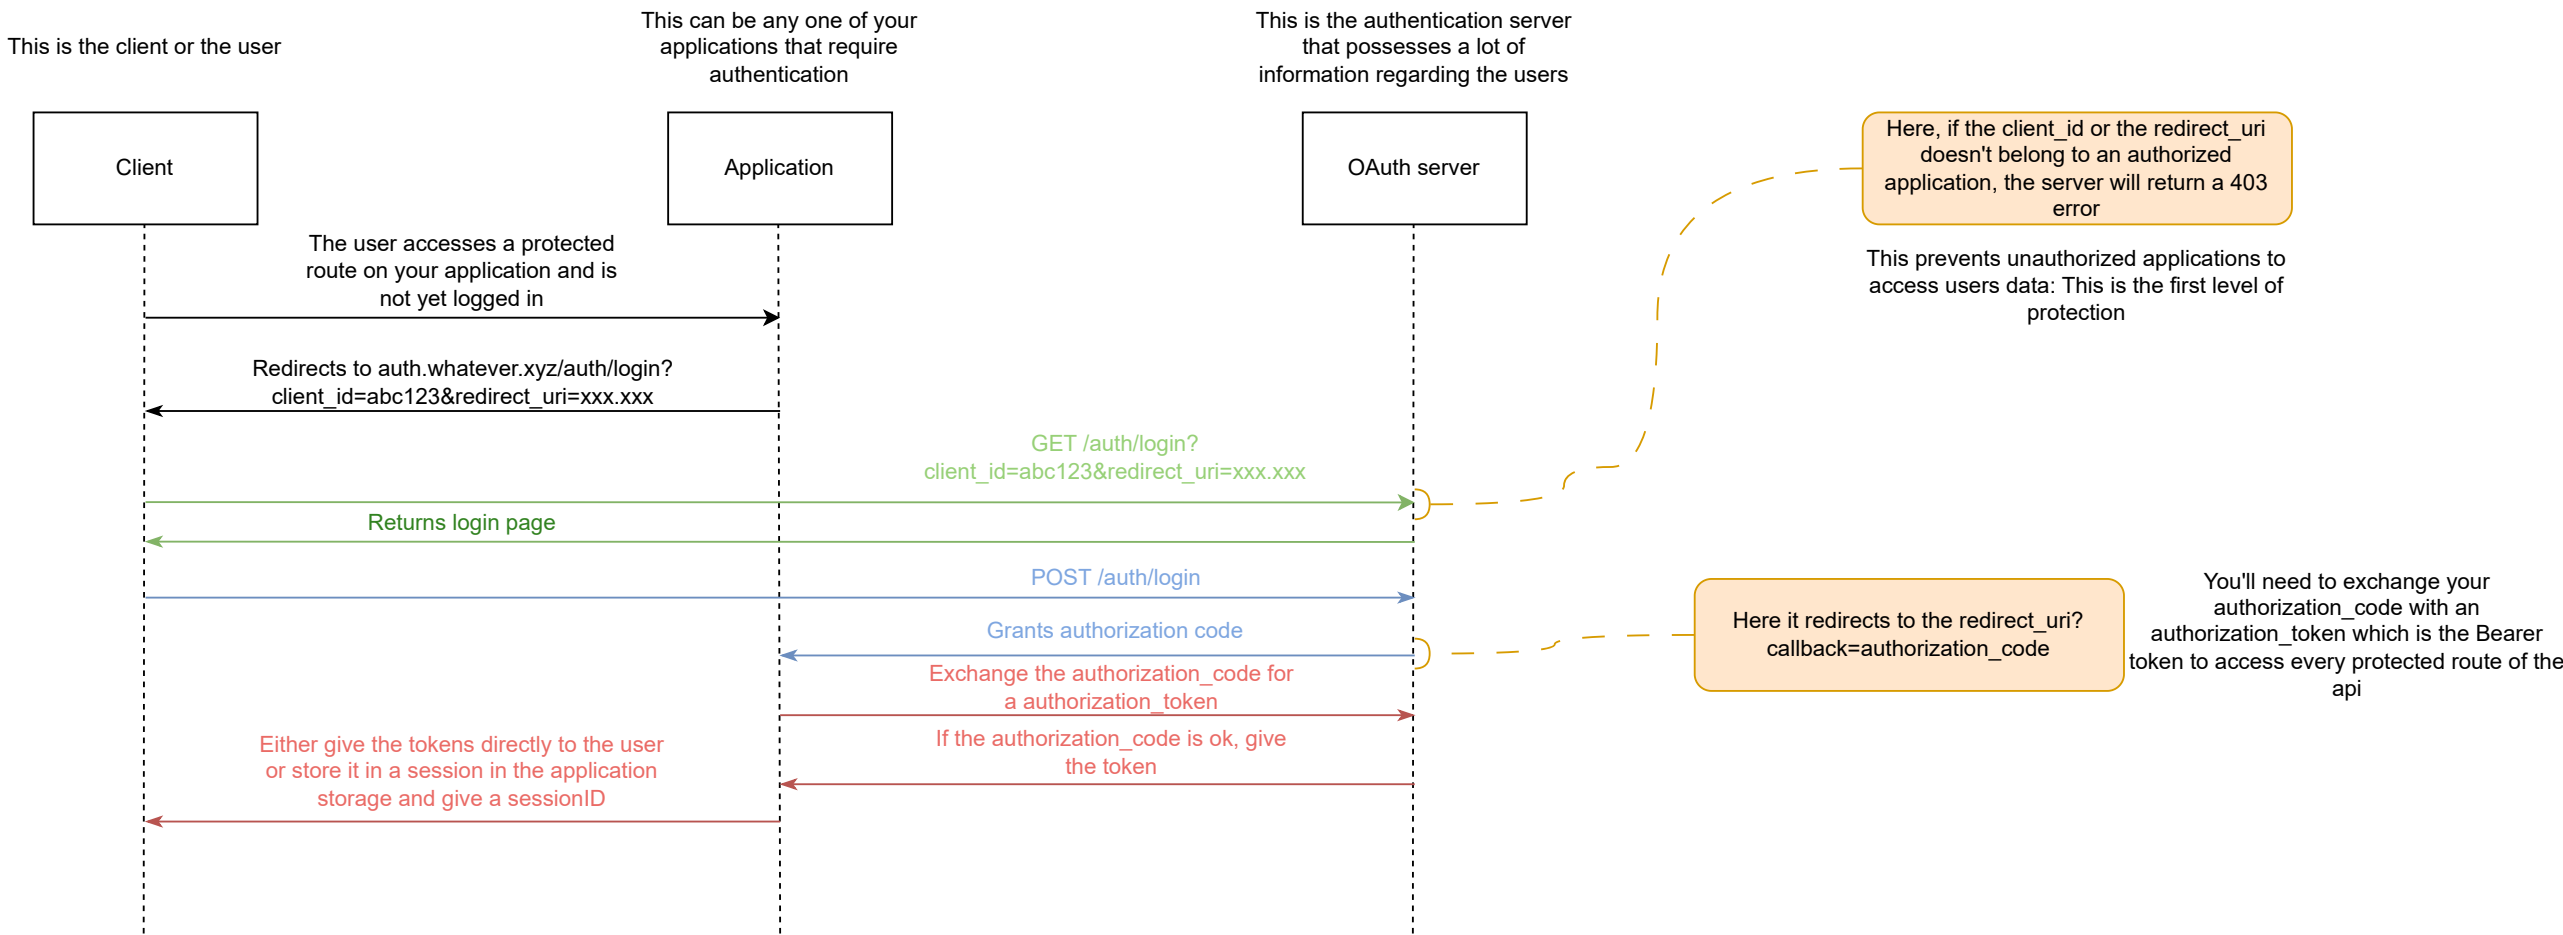 This is the client or the user
This can be any one of your
applications that require
authentication
This is the authentication server
that possesses a lot of
information regarding the users
Client
Application
OAuth server
Here, if the client_id or the redirect_uri
doesn't belong to an authorized
application, the server will return a 403
error
This prevents unauthorized applications to
access users data: This is the first level of
protection
The user accesses a protected
route on your application and is
not yet logged in
Redirects to auth.whatever.xyz/auth/login?
client_id=abc123&redirect_uri=xxx.xxx
GET /auth/login?
client_id=abc123&redirect_uri=xxx.xxx
Returns login page
POST /auth/login
Grants authorization code
Here it redirects to the redirect_uri?
callback=authorization_code
You'll need to exchange your
authorization_code with an
authorization_token which is the Bearer
token to access every protected route of the
api
Exchange the authorization_code for
a authorization_token
If the authorization_code is ok, give
the token
Either give the tokens directly to the user
or store it in a session in the application
storage and give a sessionID